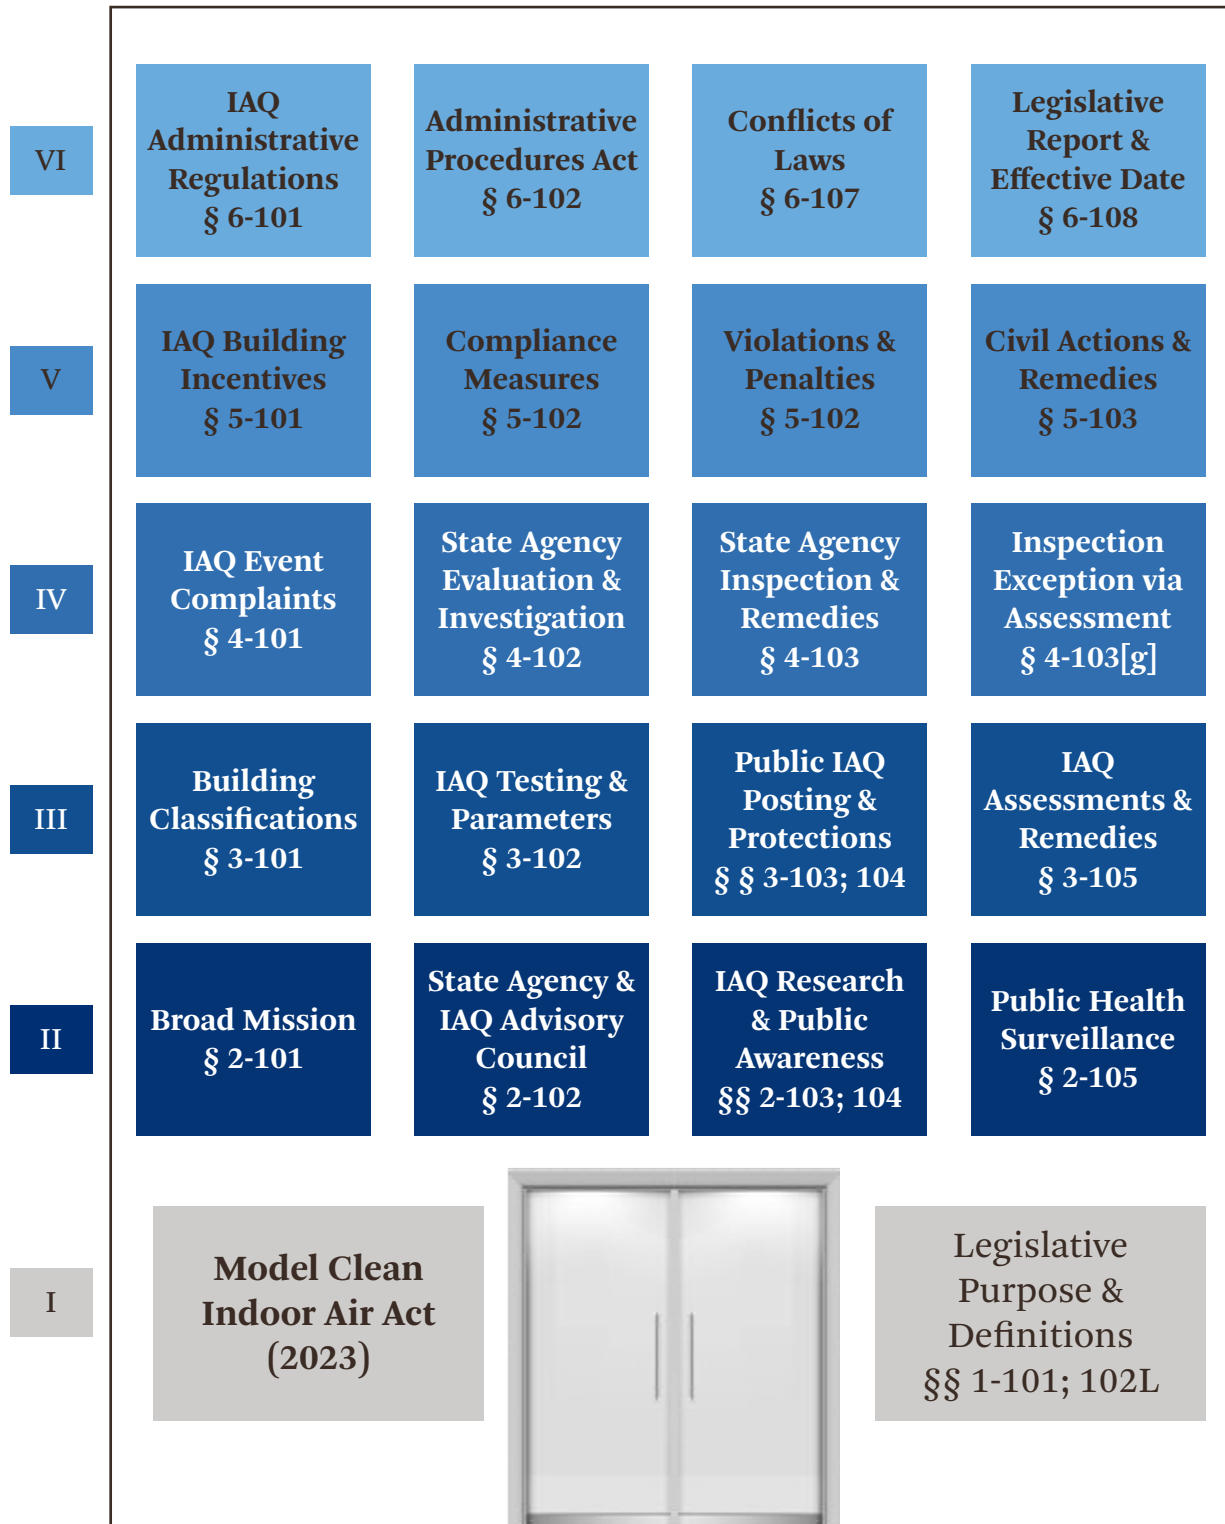 VI
IAQ
Administrative
Regulations
§ 6-101
Administrative
Procedures Act
§ 6-102
Conflicts of
Laws
§ 6-107
Legislative
Report &
Effective Date
§ 6-108
V
IAQ Building
Incentives
§ 5-101
Compliance
Measures
§ 5-102
Violations &
Penalties
§ 5-102
Civil Actions &
Remedies
§ 5-103
IV
IAQ Event
Complaints
§ 4-101
State Agency
Evaluation &
Investigation
§ 4-102
State Agency
Inspection &
Remedies
§ 4-103
Inspection
Exception via
Assessment
§ 4-103[g]
III
Building
Classifications
§ 3-101
IAQ Testing &
Parameters
§ 3-102
Public IAQ
Posting &
Protections
§ § 3-103; 104
IAQ
Assessments &
Remedies
§ 3-105
II
Broad Mission
§ 2-101
State Agency &
IAQ Advisory
Council
§ 2-102
IAQ Research
& Public
Awareness
§§ 2-103; 104
Public Health
Surveillance
§ 2-105
I
Model Clean
Indoor Air Act
(2023)
Legislative
Purpose &
Definitions
§§ 1-101; 102L